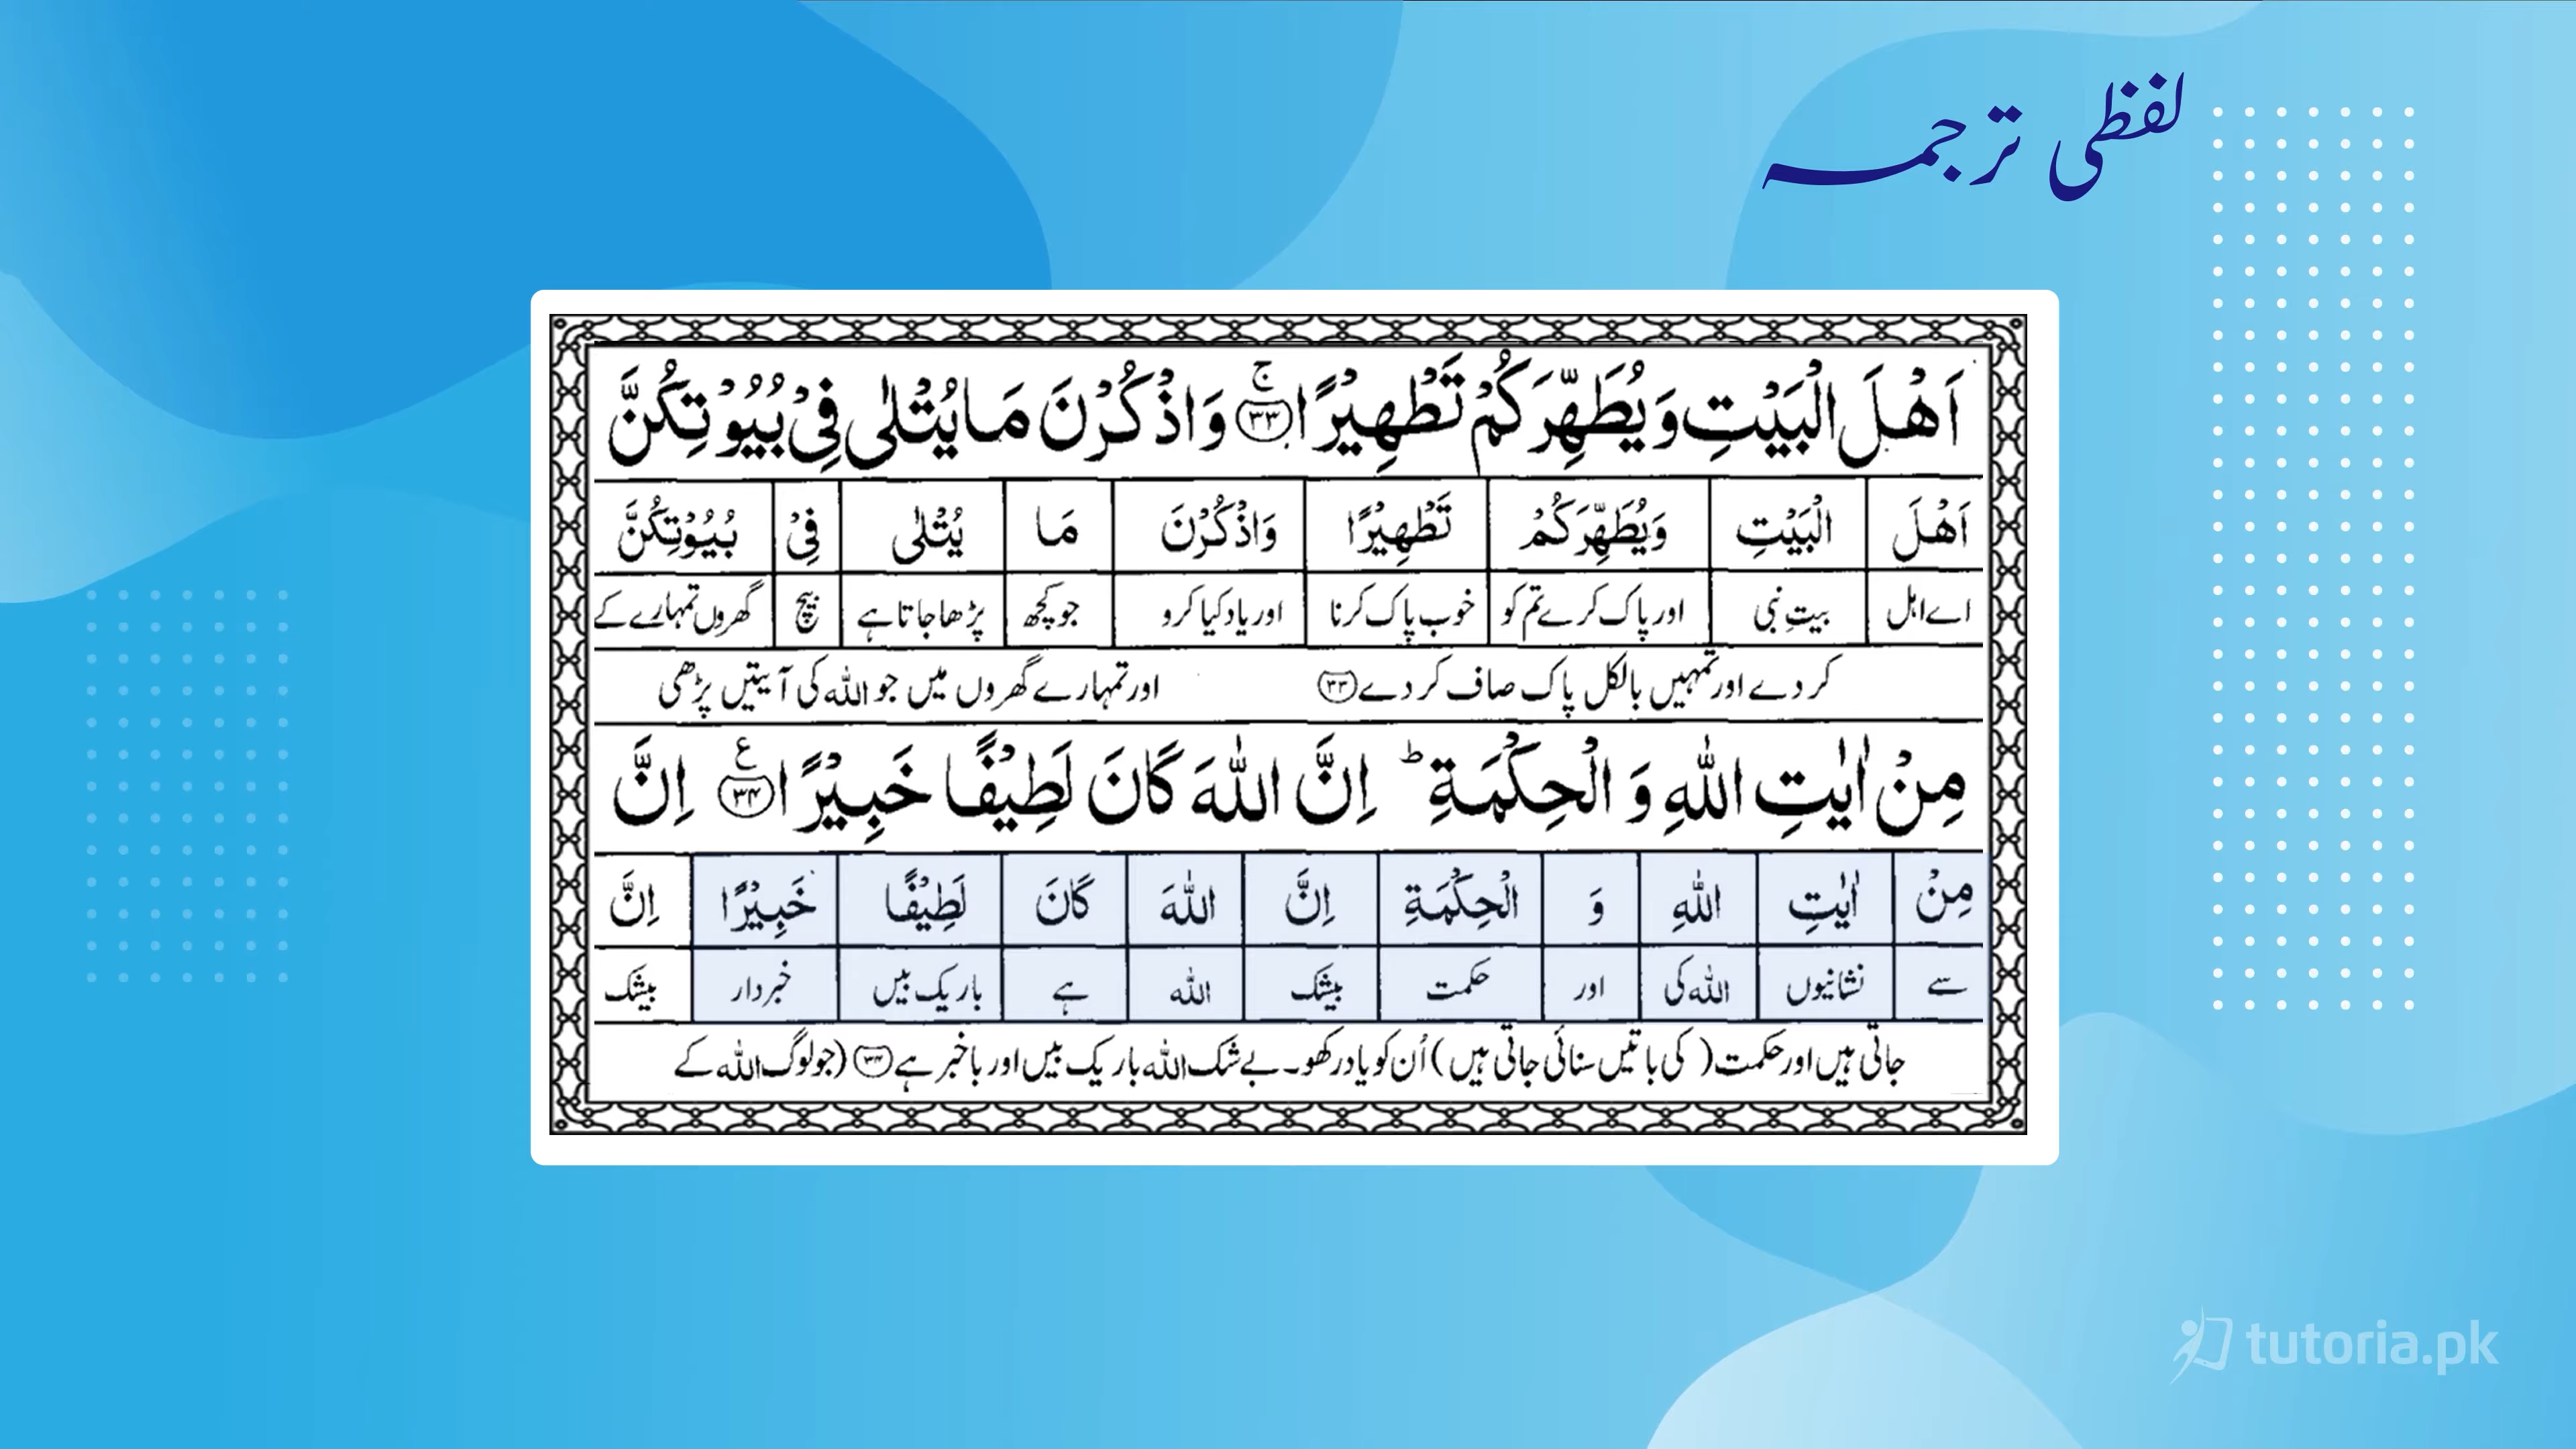 لفظی ترجمہ
اَهْلَ الْبَيْتِ وَيُطَهِّرَكُمْ تَطْهِيْرًا ۚ ﴿۳۳﴾ وَاذْكُرْنَ مَا يُتْلٰى فِيْ بُيُوْتِكُنَّ
اَهْلَ الْبَيْتِ وَيُطَهِّرَكُمْ تَطْهِيْرًا وَاذْكُرْنَ مَا يُتْلٰى فِيْ بُيُوْتِكُنَّ
اے اہل بیتِ نبی اور پاک کرے تم کو خوب پاک کرنا اور یاد کیا کرو جو کچھ پڑھا جاتا ہے بیچ گھروں تمہارے کے
کر دے اور تمہیں بالکل پاک صاف کر دے ﴿۳۳﴾ اور تمہارے گھروں میں جو اللہ کی آیتیں پڑھی
مِنْ اٰيٰتِ اللّٰهِ وَ الْحِكْمَةِ ؕ اِنَّ اللّٰهَ كَانَ لَطِيْفًا خَبِيْرًا ﴿۳۴﴾ ع اِنَّ
مِنْ اٰيٰتِ اللّٰهِ وَ الْحِكْمَةِ اِنَّ اللّٰهَ كَانَ لَطِيْفًا خَبِيْرًا اِنَّ
سے نشانیوں اللہ کی اور حکمت بیشک اللہ ہے باریک بیں خبردار بیشک
جاتی ہیں اور حکمت (کی باتیں سنائی جاتی ہیں) اُن کو یاد رکھو۔ بے شک اللہ باریک بیں اور باخبر ہے ﴿۳۴﴾ (جو لوگ اللہ کے
tutoria.pk